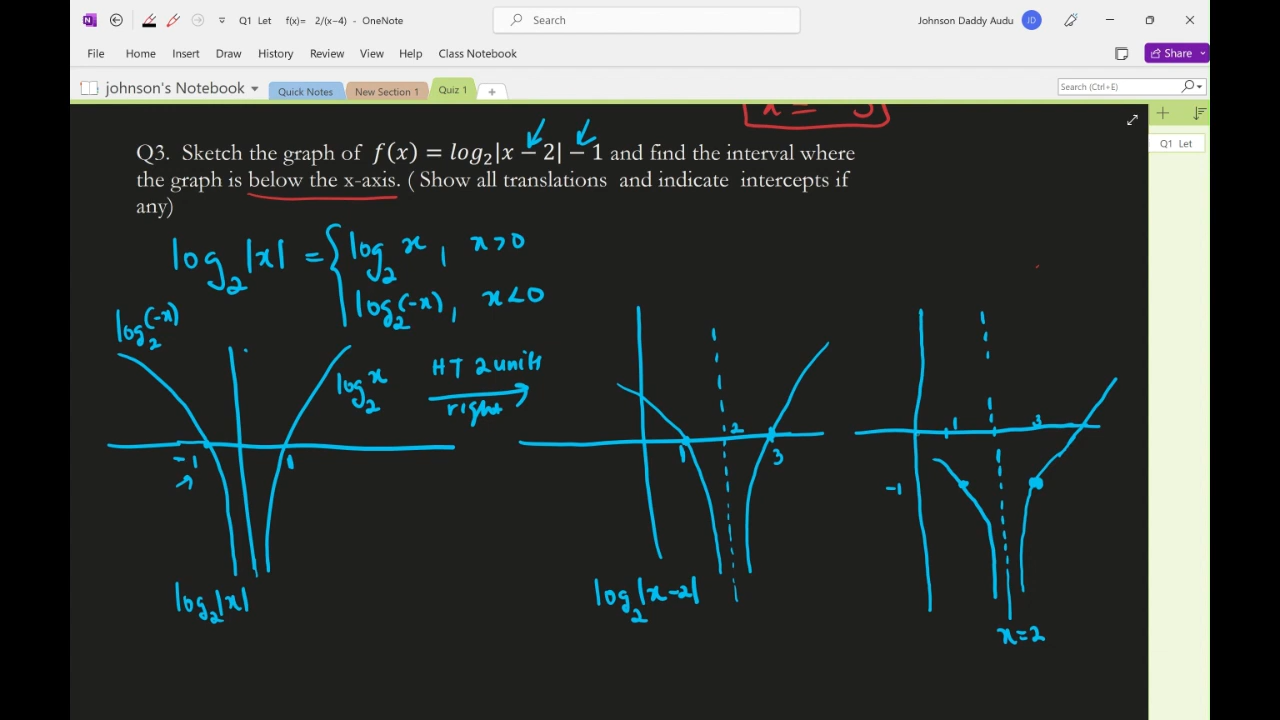 Q1 Let f(x)= 2/(x−4) - OneNote
Search
Johnson Daddy Audu JD
File Home Insert Draw History Review View Help Class Notebook
Share
johnson's Notebook
Quick Notes
New Section 1
Quiz 1
Search (Ctrl+E)
Q1 Let
x = 3
Q3. Sketch the graph of f(x) = log₂|x − 2| − 1 and find the interval where
the graph is below the x-axis. ( Show all translations and indicate intercepts if
any)
log₂|x| = { log₂ x, x>0
log₂(-x), x<0
log₂(-x)
log₂ x
HT 2 units
right
-1
1
1
2
3
1
3
-1
log₂|x|
log₂|x-2|
x=2